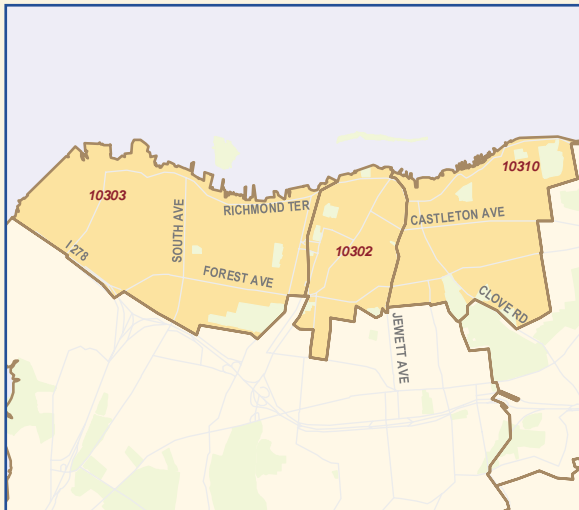 10310
10303
SOUTH AVE
RICHMOND TER
CASTLETON AVE
I 278
10302
FOREST AVE
CLOVE RD
JEWETT AVE